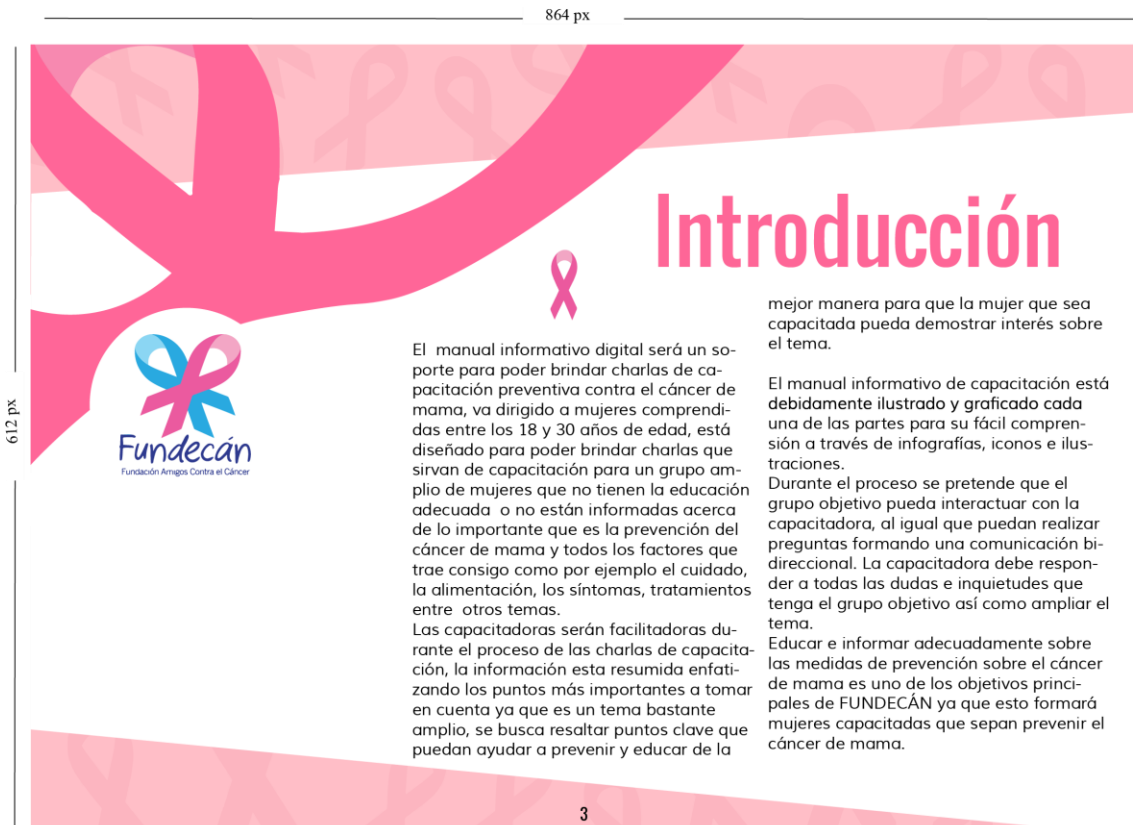 864 px
612 px
Introducción
Fundecán
Fundación Amigos Contra el Cáncer
El  manual informativo digital será un so-
porte para poder brindar charlas de ca-
pacitación preventiva contra el cáncer de
mama, va dirigido a mujeres comprendi-
das entre los 18 y 30 años de edad, está
diseñado para poder brindar charlas que
sirvan de capacitación para un grupo am-
plio de mujeres que no tienen la educación
adecuada  o no están informadas acerca
de lo importante que es la prevención del
cáncer de mama y todos los factores que
trae consigo como por ejemplo el cuidado,
la alimentación, los síntomas, tratamientos
entre  otros temas.
Las capacitadoras serán facilitadoras du-
rante el proceso de las charlas de capacita-
ción, la información esta resumida enfati-
zando los puntos más importantes a tomar
en cuenta ya que es un tema bastante
amplio, se busca resaltar puntos clave que
puedan ayudar a prevenir y educar de la
mejor manera para que la mujer que sea
capacitada pueda demostrar interés sobre
el tema.
El manual informativo de capacitación está
debidamente ilustrado y graficado cada
una de las partes para su fácil compren-
sión a través de infografías, iconos e ilus-
traciones.
Durante el proceso se pretende que el
grupo objetivo pueda interactuar con la
capacitadora, al igual que puedan realizar
preguntas formando una comunicación bi-
direccional. La capacitadora debe respon-
der a todas las dudas e inquietudes que
tenga el grupo objetivo así como ampliar el
tema.
Educar e informar adecuadamente sobre
las medidas de prevención sobre el cáncer
de mama es uno de los objetivos princi-
pales de FUNDECÁN ya que esto formará
mujeres capacitadas que sepan prevenir el
cáncer de mama.
3